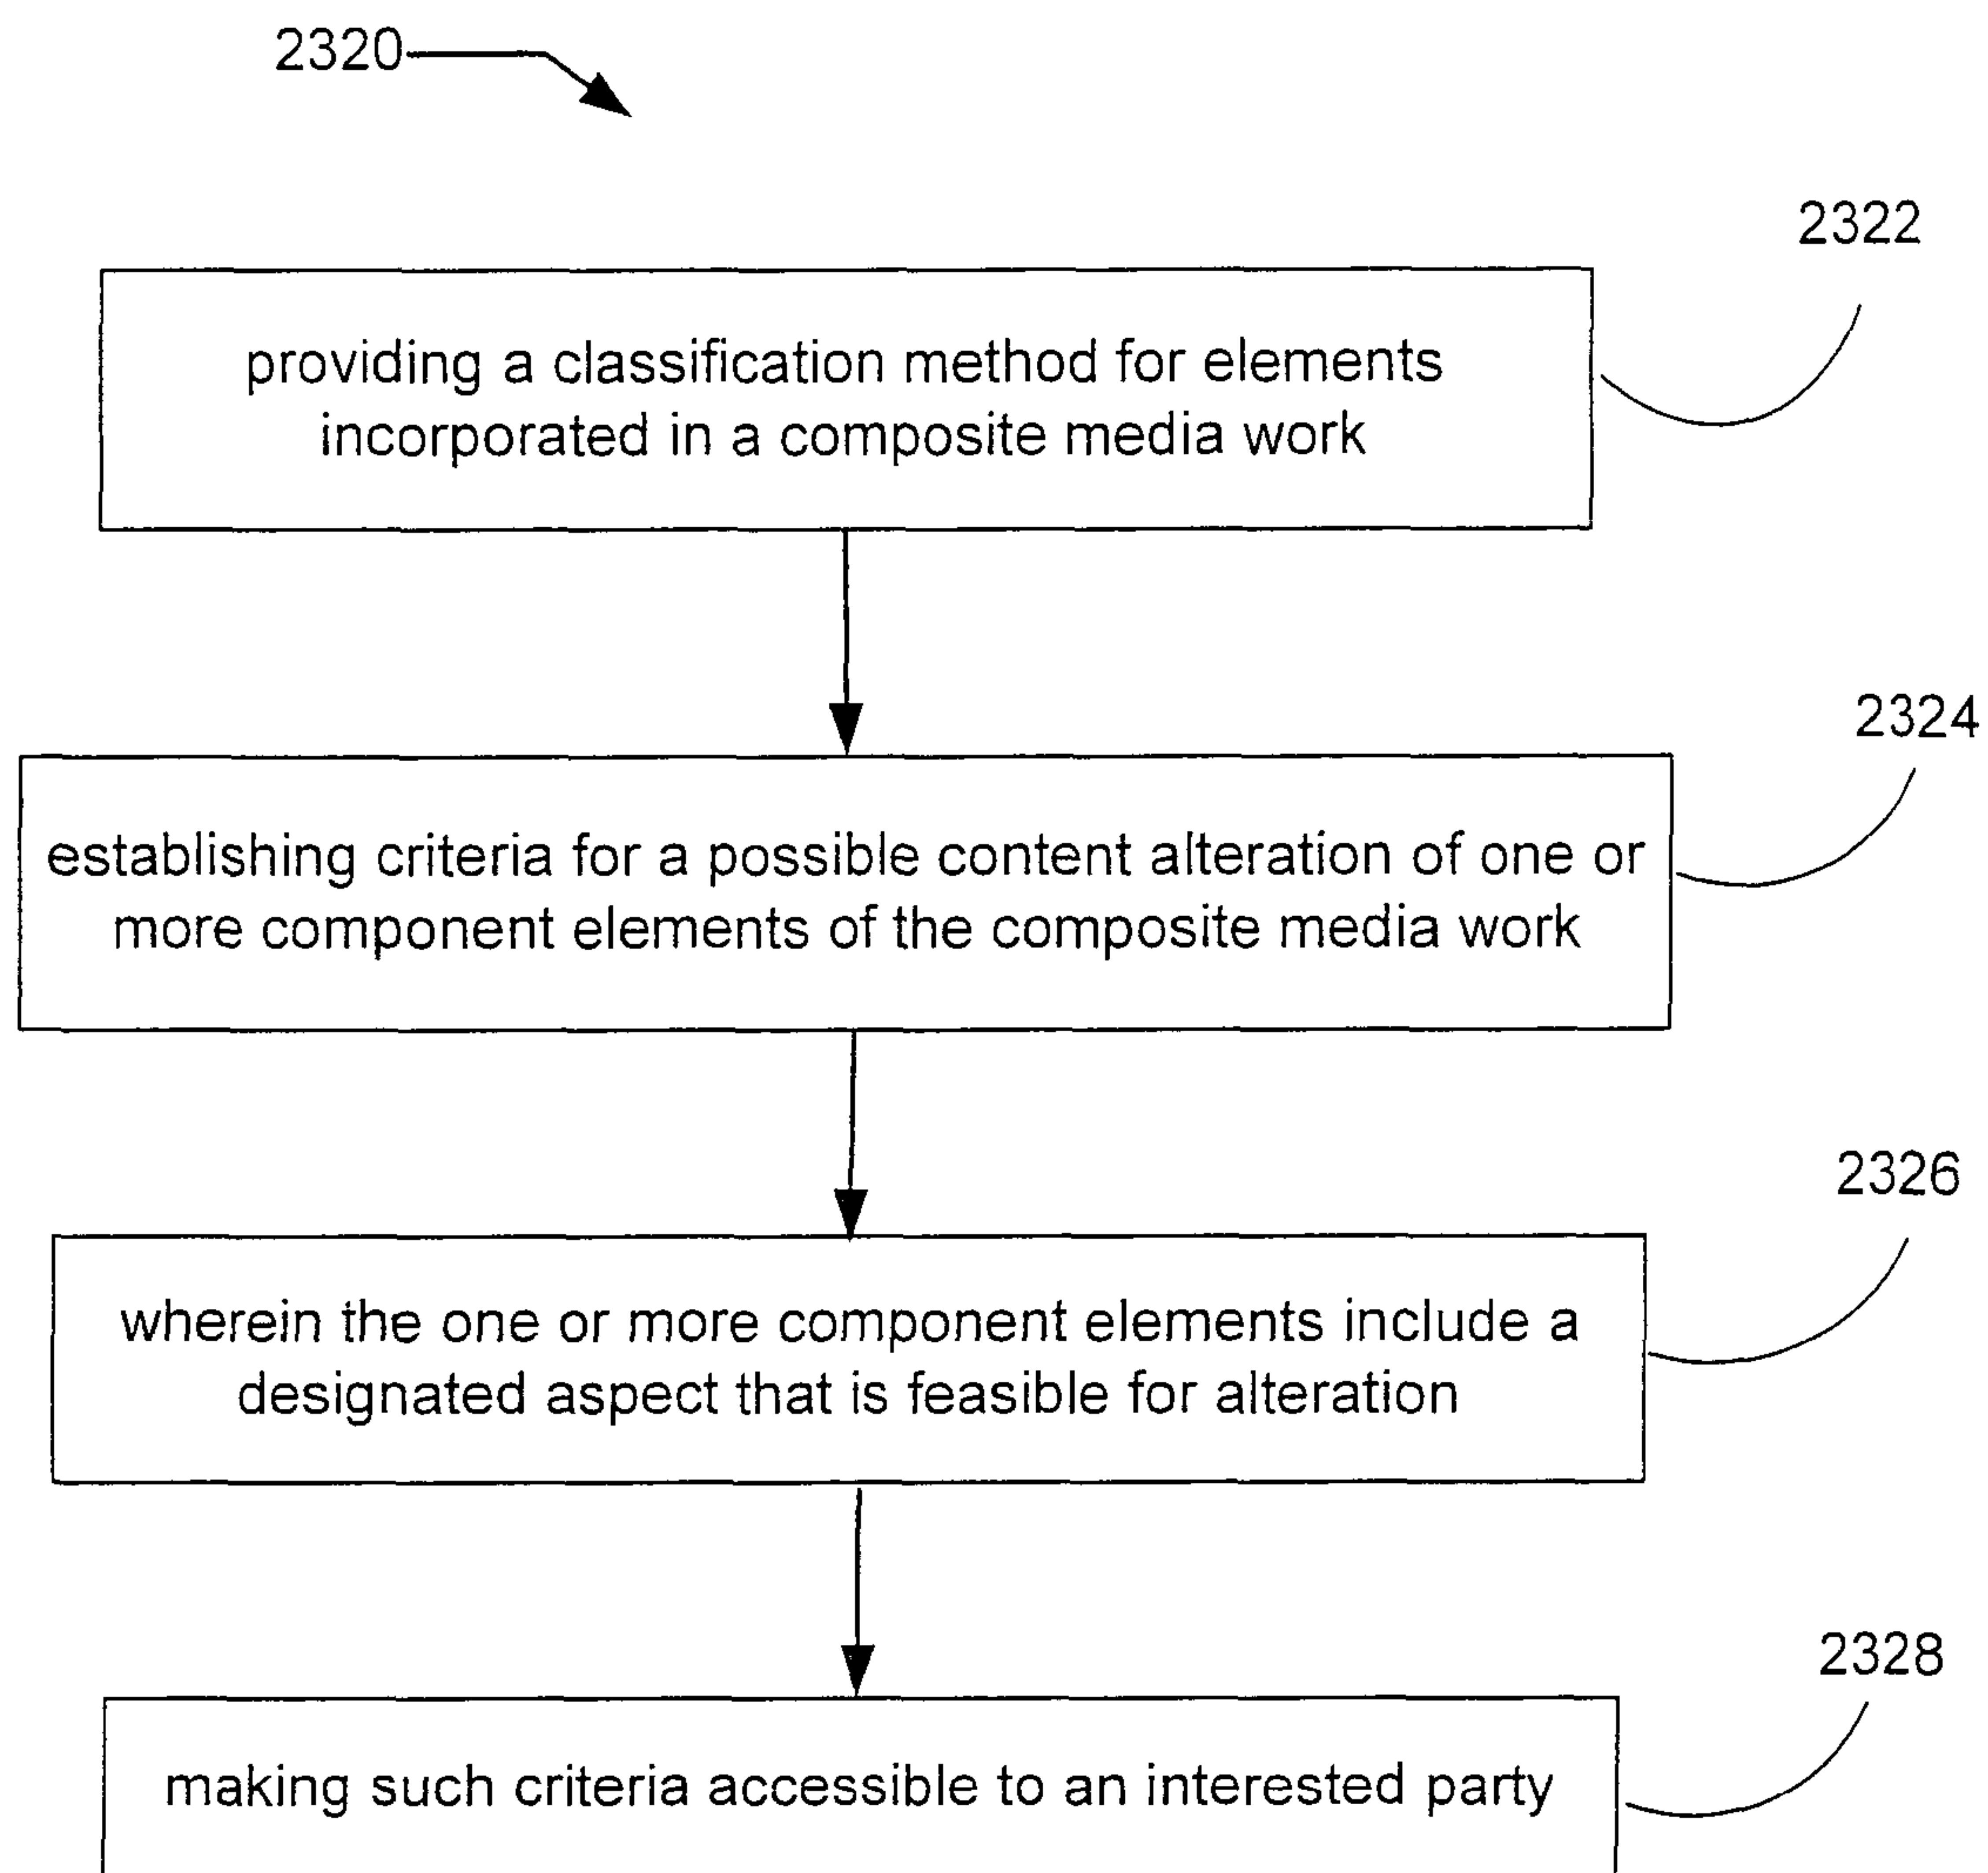 2320
2322
providing a classification method for elements
incorporated in a composite media work
2324
establishing criteria for a possible content alteration of one or
more component elements of the composite media work
2326
wherein the one or more component elements include a
designated aspect that is feasible for alteration
2328
making such criteria accessible to an interested party